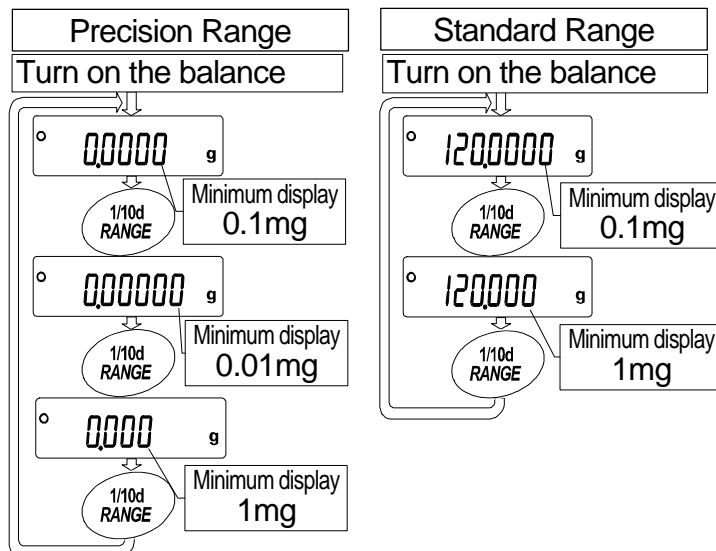 Precision Range
Turn on the balance
0.0000 g
1/10d
RANGE
Minimum display
0.1mg
0.00000 g
1/10d
RANGE
Minimum display
0.01mg
0.000 g
1/10d
RANGE
Minimum display
1mg
Standard Range
Turn on the balance
120.0000 g
1/10d
RANGE
Minimum display
0.1mg
120.000 g
1/10d
RANGE
Minimum display
1mg